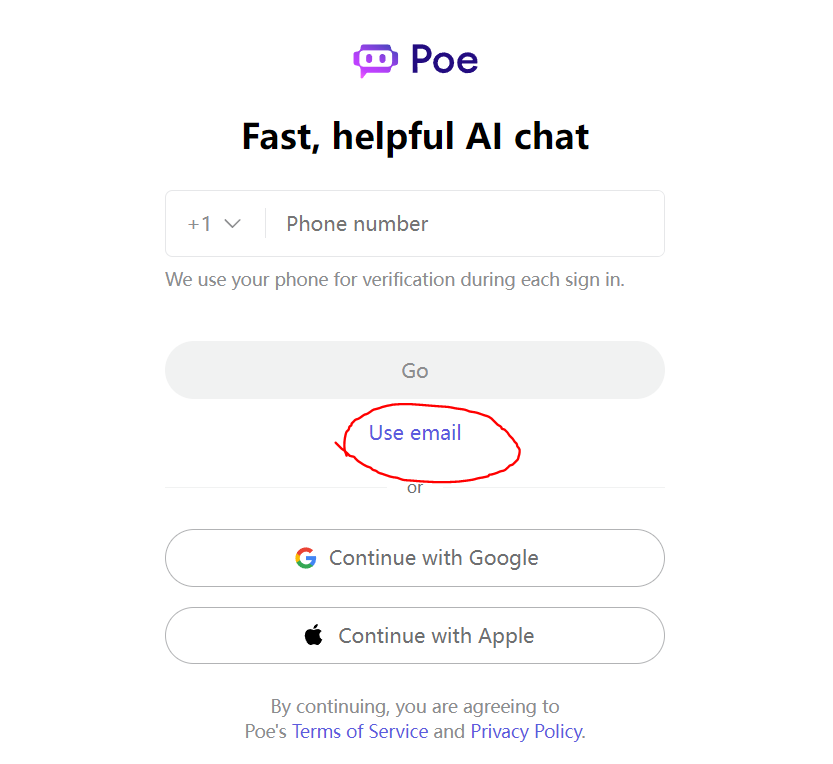 Poe
Fast, helpful AI chat
+1 Phone number
We use your phone for verification during each sign in.
Go
Use email
or
Continue with Google
Continue with Apple
By continuing, you are agreeing to
Poe's Terms of Service and Privacy Policy.